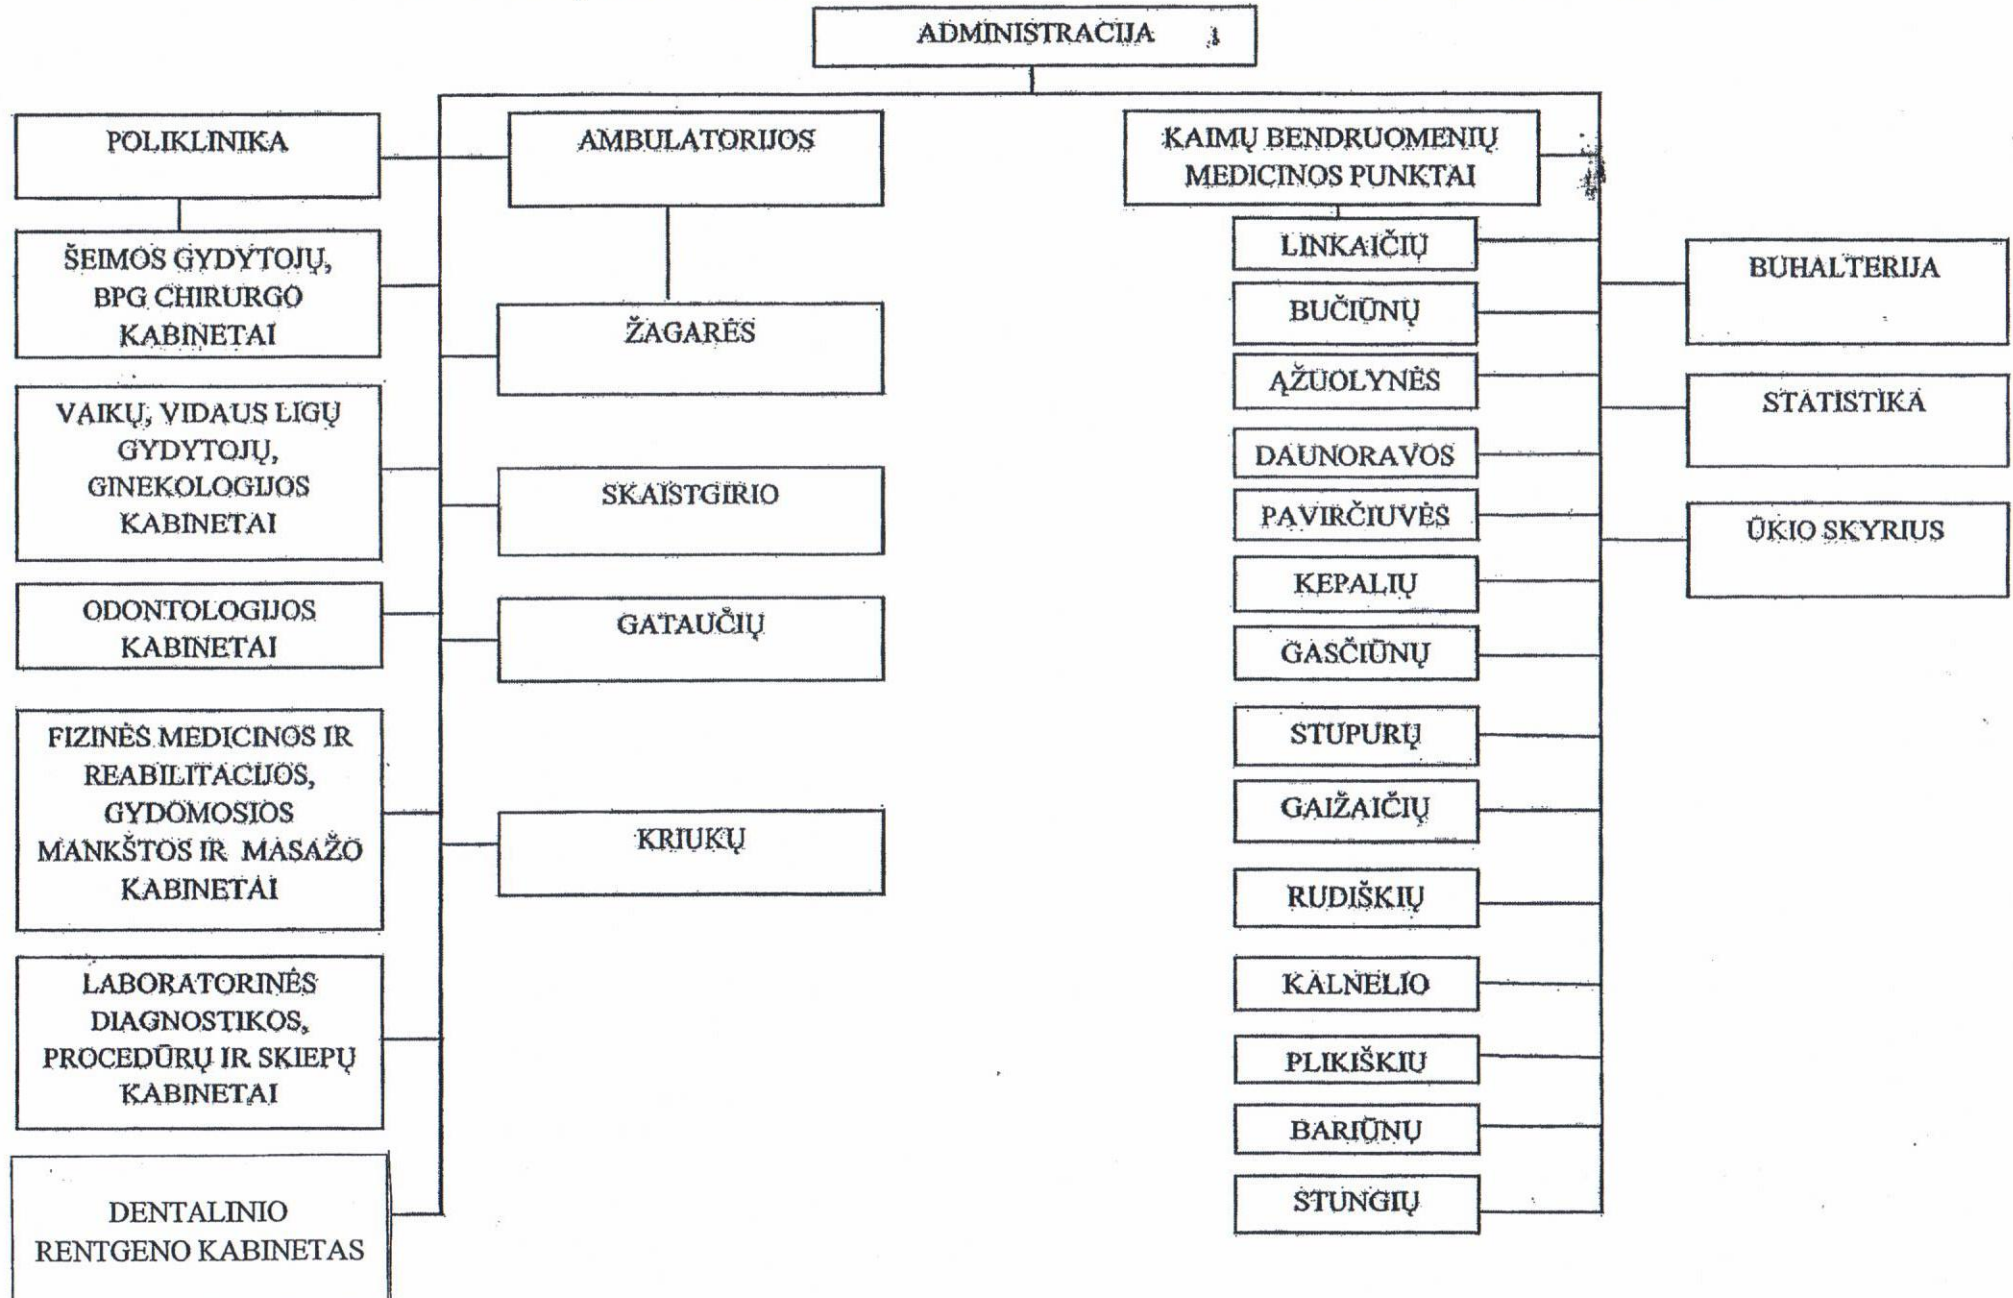 ADMINISTRACIJA
POLIKLINIKA
ŠEIMOS GYDYTOJŲ,
BPG CHIRURGO
KABINETAI
VAIKŲ, VIDAUS LIGŲ
GYDYTOJŲ,
GINEKOLOGIJOS
KABINETAI
ODONTOLOGIJOS
KABINETAI
FIZINĖS MEDICINOS IR
REABILITACIJOS,
GYDOMOSIOS
MANKŠTOS IR MASAŽO
KABINETAI
LABORATORINĖS
DIAGNOSTIKOS,
PROCEDŪRŲ IR SKIEPŲ
KABINETAI
DENTALINIO
RENTGENO KABINETAS
AMBULATORIJOS
ŽAGARĖS
SKAISTGIRIO
GATAUČIŲ
KRIUKŲ
KAIMŲ BENDRUOMENIŲ
MEDICINOS PUNKTAI
LINKAIČIŲ
BUČIŪNŲ
ĄŽUOLYNĖS
DAUNORAVOS
PAVIRČIUVĖS
KEPALIŲ
GASČIŪNŲ
STUPURŲ
GAIŽAIČIŲ
RUDIŠKIŲ
KALNELIO
PLIKIŠKIŲ
BARIŪNŲ
STUNGIŲ
BUHALTERIJA
STATISTIKA
ŪKIO SKYRIUS